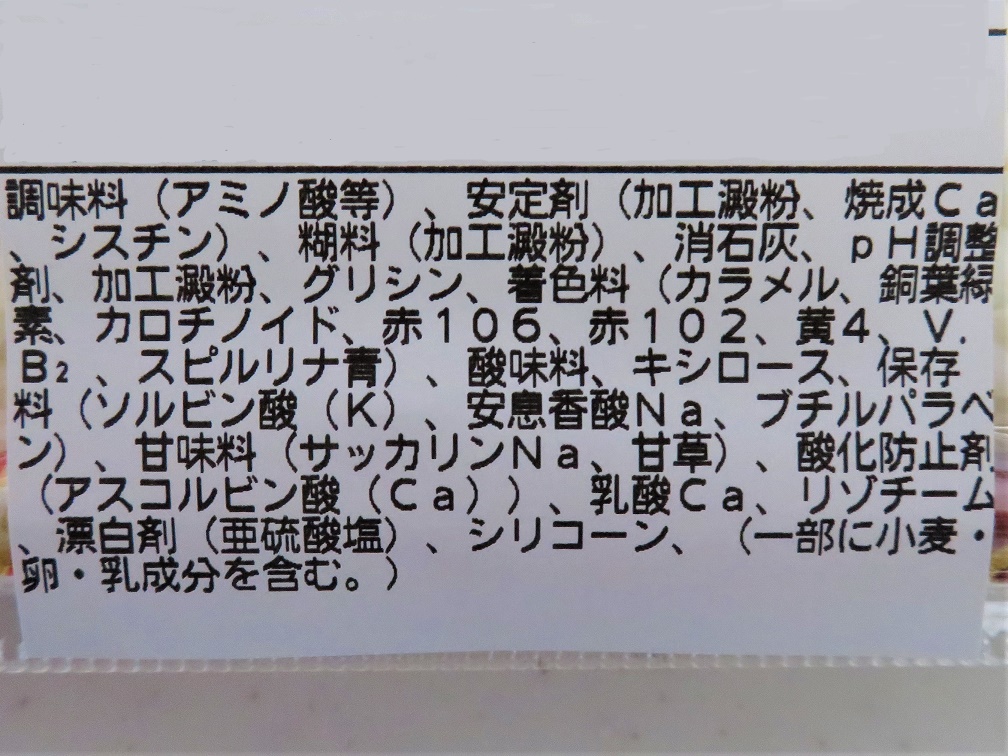 調味料（アミノ酸等）、安定剤（加工澱粉、焼成Ｃａ
、シスチン）、糊料（加工澱粉）、消石灰、ｐＨ調整
剤、加工澱粉、グリシン、着色料（カラメル、銅葉緑
素、カロチノイド、赤１０６、赤１０２、黄４、Ｖ．
Ｂ₂、スピルリナ青）、酸味料、キシロース、保存
料（ソルビン酸（Ｋ）、安息香酸Ｎａ、ブチルパラベ
ン）、甘味料（サッカリンＮａ、甘草）、酸化防止剤
（アスコルビン酸（Ｃａ））、乳酸Ｃａ、リゾチーム
、漂白剤（亜硫酸塩）、シリコーン、（一部に小麦・
卵・乳成分を含む。）